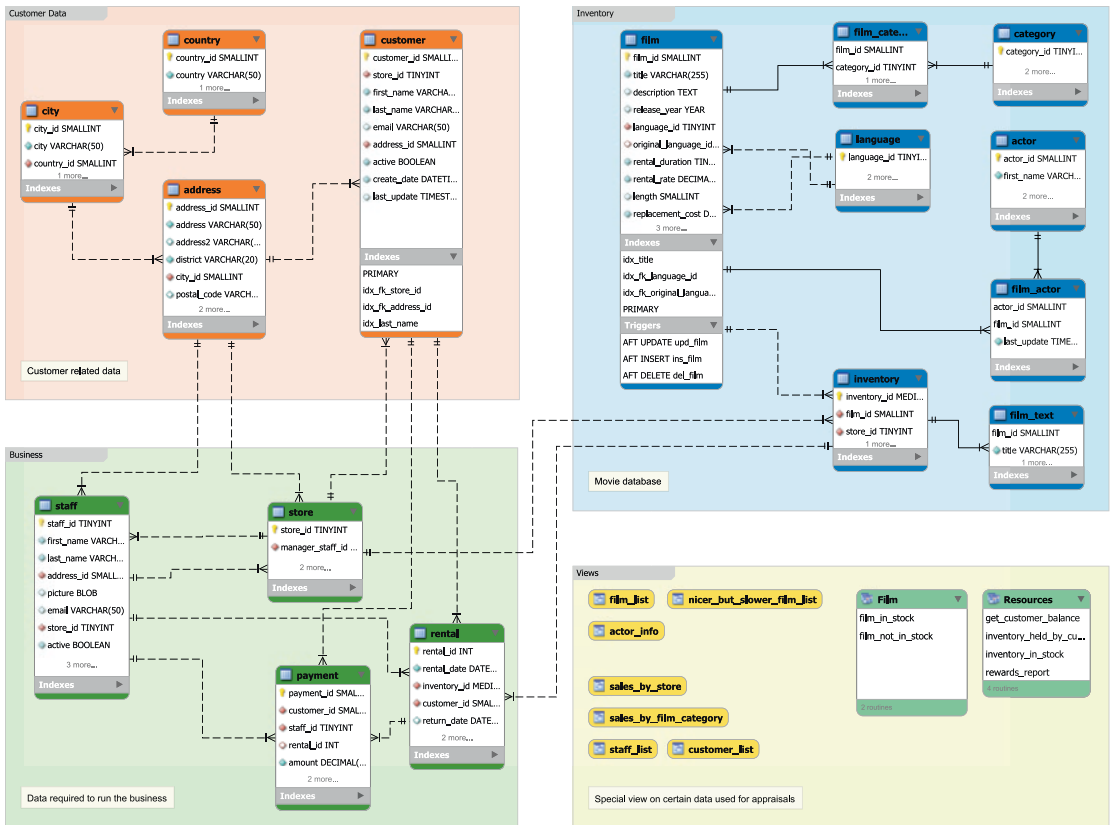 Customer Data
country
country_id SMALLINT
country VARCHAR(50)
1 more...
Indexes
city
city_id SMALLINT
city VARCHAR(50)
country_id SMALLINT
1 more...
Indexes
address
address_id SMALLINT
address VARCHAR(50)
address2 VARCHAR(...
district VARCHAR(20)
city_id SMALLINT
postal_code VARCH...
2 more...
Indexes
customer
customer_id SMALLI...
store_id TINYINT
first_name VARCHA...
last_name VARCHAR...
email VARCHAR(50)
address_id SMALLINT
active BOOLEAN
create_date DATETI...
last_update TIMEST...
Indexes
PRIMARY
idx_fk_store_id
idx_fk_address_id
idx_last_name
Customer related data
Inventory
film
film_id SMALLINT
title VARCHAR(255)
description TEXT
release_year YEAR
language_id TINYINT
original_language_id...
rental_duration TIN...
rental_rate DECIMA...
length SMALLINT
replacement_cost D...
3 more...
Indexes
idx_title
idx_fk_language_id
idx_fk_original_langua...
PRIMARY
Triggers
AFT UPDATE upd_film
AFT INSERT ins_film
AFT DELETE del_film
film_cate...
film_id SMALLINT
category_id TINYINT
1 more...
Indexes
category
category_id TINYI...
2 more...
Indexes
language
language_id TINYI...
2 more...
Indexes
actor
actor_id SMALLINT
first_name VARCH...
2 more...
Indexes
film_actor
actor_id SMALLINT
film_id SMALLINT
last_update TIME...
Indexes
inventory
inventory_id MEDI...
film_id SMALLINT
store_id TINYINT
1 more...
Indexes
film_text
film_id SMALLINT
title VARCHAR(255)
1 more...
Indexes
Movie database
Business
staff
staff_id TINYINT
first_name VARCH...
last_name VARCH...
address_id SMALL...
picture BLOB
email VARCHAR(50)
store_id TINYINT
active BOOLEAN
3 more...
Indexes
store
store_id TINYINT
manager_staff_id ...
2 more...
Indexes
payment
payment_id SMAL...
customer_id SMAL...
staff_id TINYINT
rental_id INT
amount DECIMAL(...
2 more...
Indexes
rental
rental_id INT
rental_date DATE...
inventory_id MEDI...
customer_id SMAL...
return_date DATE...
2 more...
Indexes
Data required to run the business
Views
film_list
nicer_but_slower_film_list
actor_info
sales_by_store
sales_by_film_category
staff_list
customer_list
Film
film_in_stock
film_not_in_stock
2 routines
Resources
get_customer_balance
inventory_held_by_cu...
inventory_in_stock
rewards_report
4 routines
Special view on certain data used for appraisals